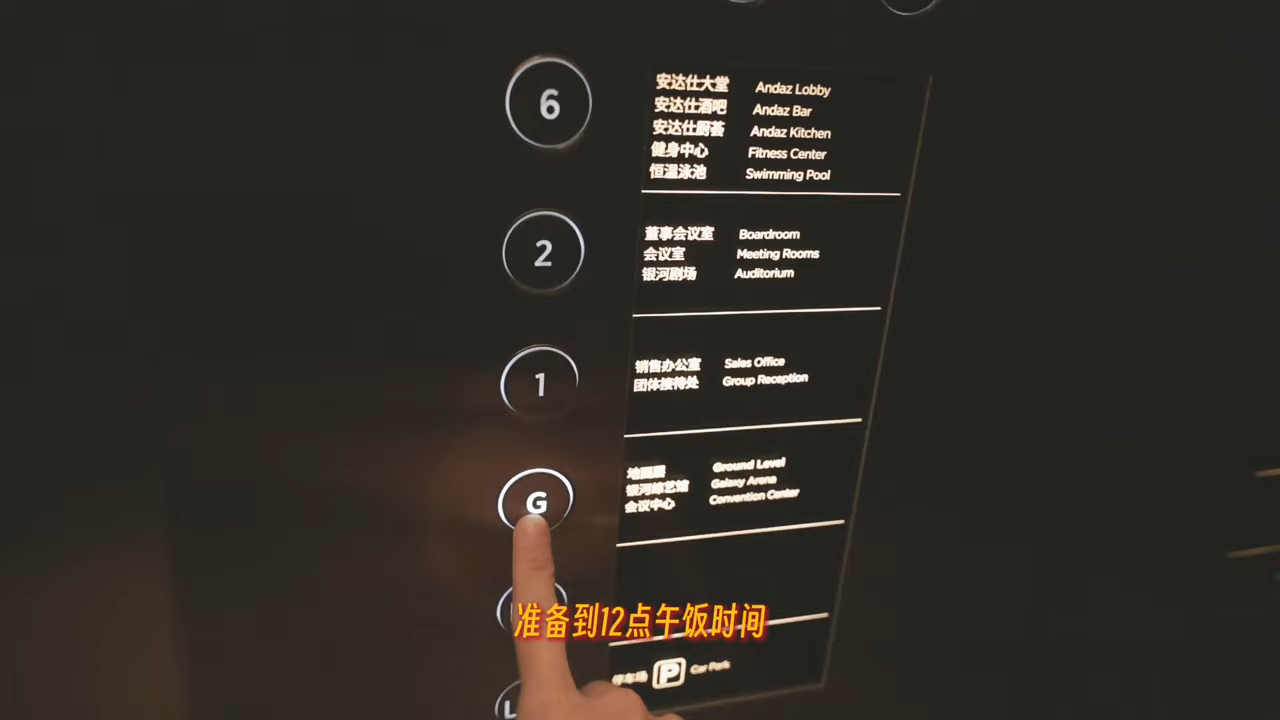 6
安达仕大堂 Andaz Lobby
安达仕酒吧 Andaz Bar
安达仕厨荟 Andaz Kitchen
健身中心 Fitness Center
恒温泳池 Swimming Pool
2
董事会议室 Boardroom
会议室 Meeting Rooms
银河剧场 Auditorium
1
销售办公室 Sales Office
团体接待处 Group Reception
G
地面层 Ground Level
银河综艺馆 Galaxy Arena
会议中心 Convention Center
准备到12点午饭时间
停车场 P Car Park
L